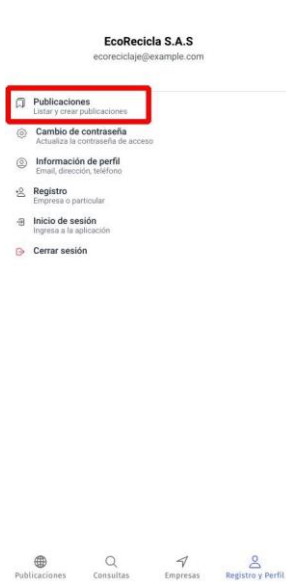 EcoRecicla S.A.S
ecoreciclaje@example.com
Publicaciones
Listar y crear publicaciones
Cambio de contraseña
Actualiza la contraseña de acceso
Información de perfil
Email, dirección, teléfono
Registro
Empresa o particular
Inicio de sesión
Ingresa a la aplicación
Cerrar sesión
Publicaciones Consultas Empresas Registro y Perfil